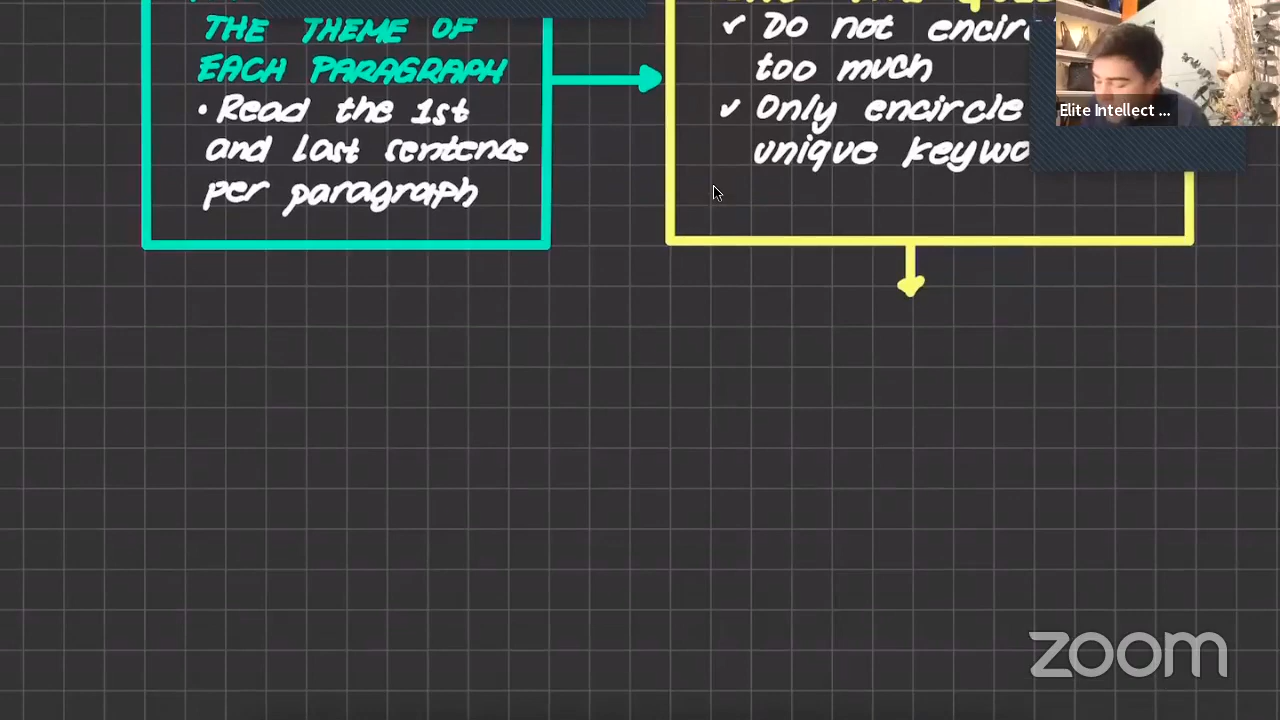 THE THEME OF
EACH PARAGRAPH
• Read the 1st
and last sentence
per paragraph
✓ Do not
too much
✓ Only encircle
unique
Elite Intellect ...
zoom